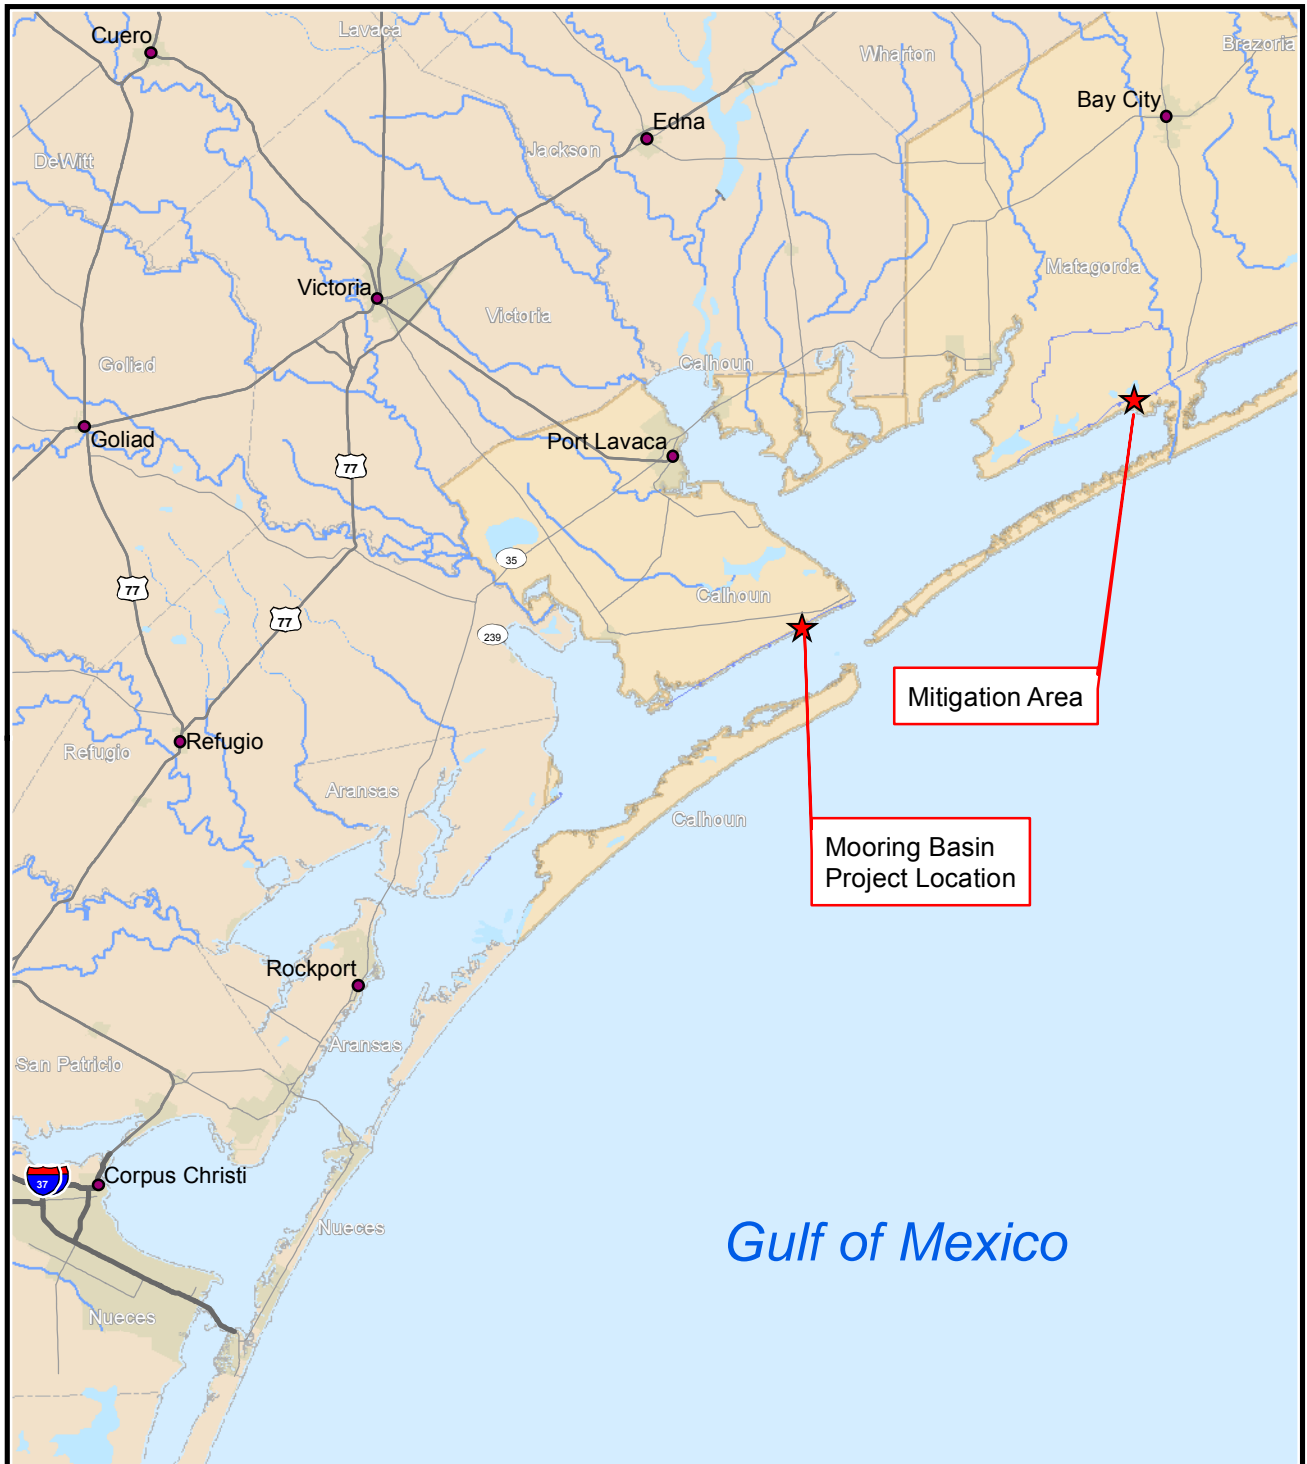 Cuero
Lavaca
Wharton
Brazoria
Bay City
Edna
Jackson
DeWitt
Matagorda
Victoria
Victoria
Goliad
Calhoun
Goliad
Port Lavaca
77
35
77
77
239
Calhoun
Mitigation Area
Refugio
Refugio
Aransas
Calhoun
Mooring Basin
Project Location
Rockport
Aransas
San Patricio
37
Corpus Christi
Nueces
Gulf of Mexico
Nueces